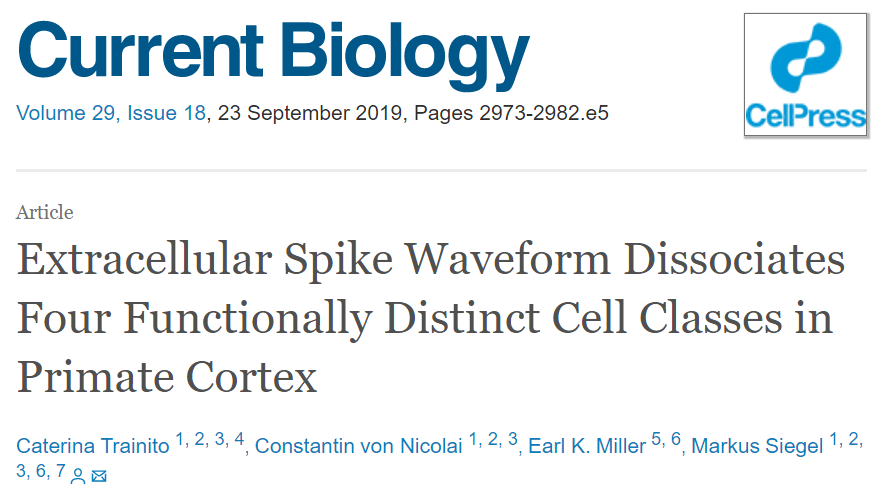 Current Biology
Volume 29, Issue 18, 23 September 2019, Pages 2973-2982.e5
CellPress
Article
Extracellular Spike Waveform Dissociates
Four Functionally Distinct Cell Classes in
Primate Cortex
Caterina Trainito 1, 2, 3, 4, Constantin von Nicolai 1, 2, 3, Earl K. Miller 5, 6, Markus Siegel 1, 2,
3, 6, 7